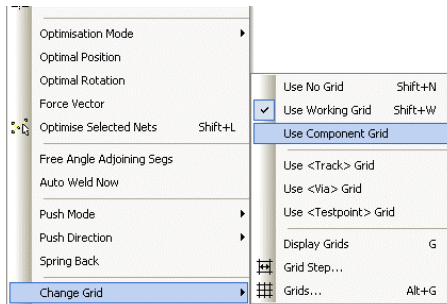 Optimisation Mode
Optimal Position
Optimal Rotation
Force Vector
Optimise Selected Nets Shift+L
Free Angle Adjoining Segs
Auto Weld Now
Push Mode
Push Direction
Spring Back
Change Grid
Use No Grid Shift+N
Use Working Grid Shift+W
Use Component Grid
Use <Track> Grid
Use <Via> Grid
Use <Testpoint> Grid
Display Grids G
Grid Step...
Grids... Alt+G